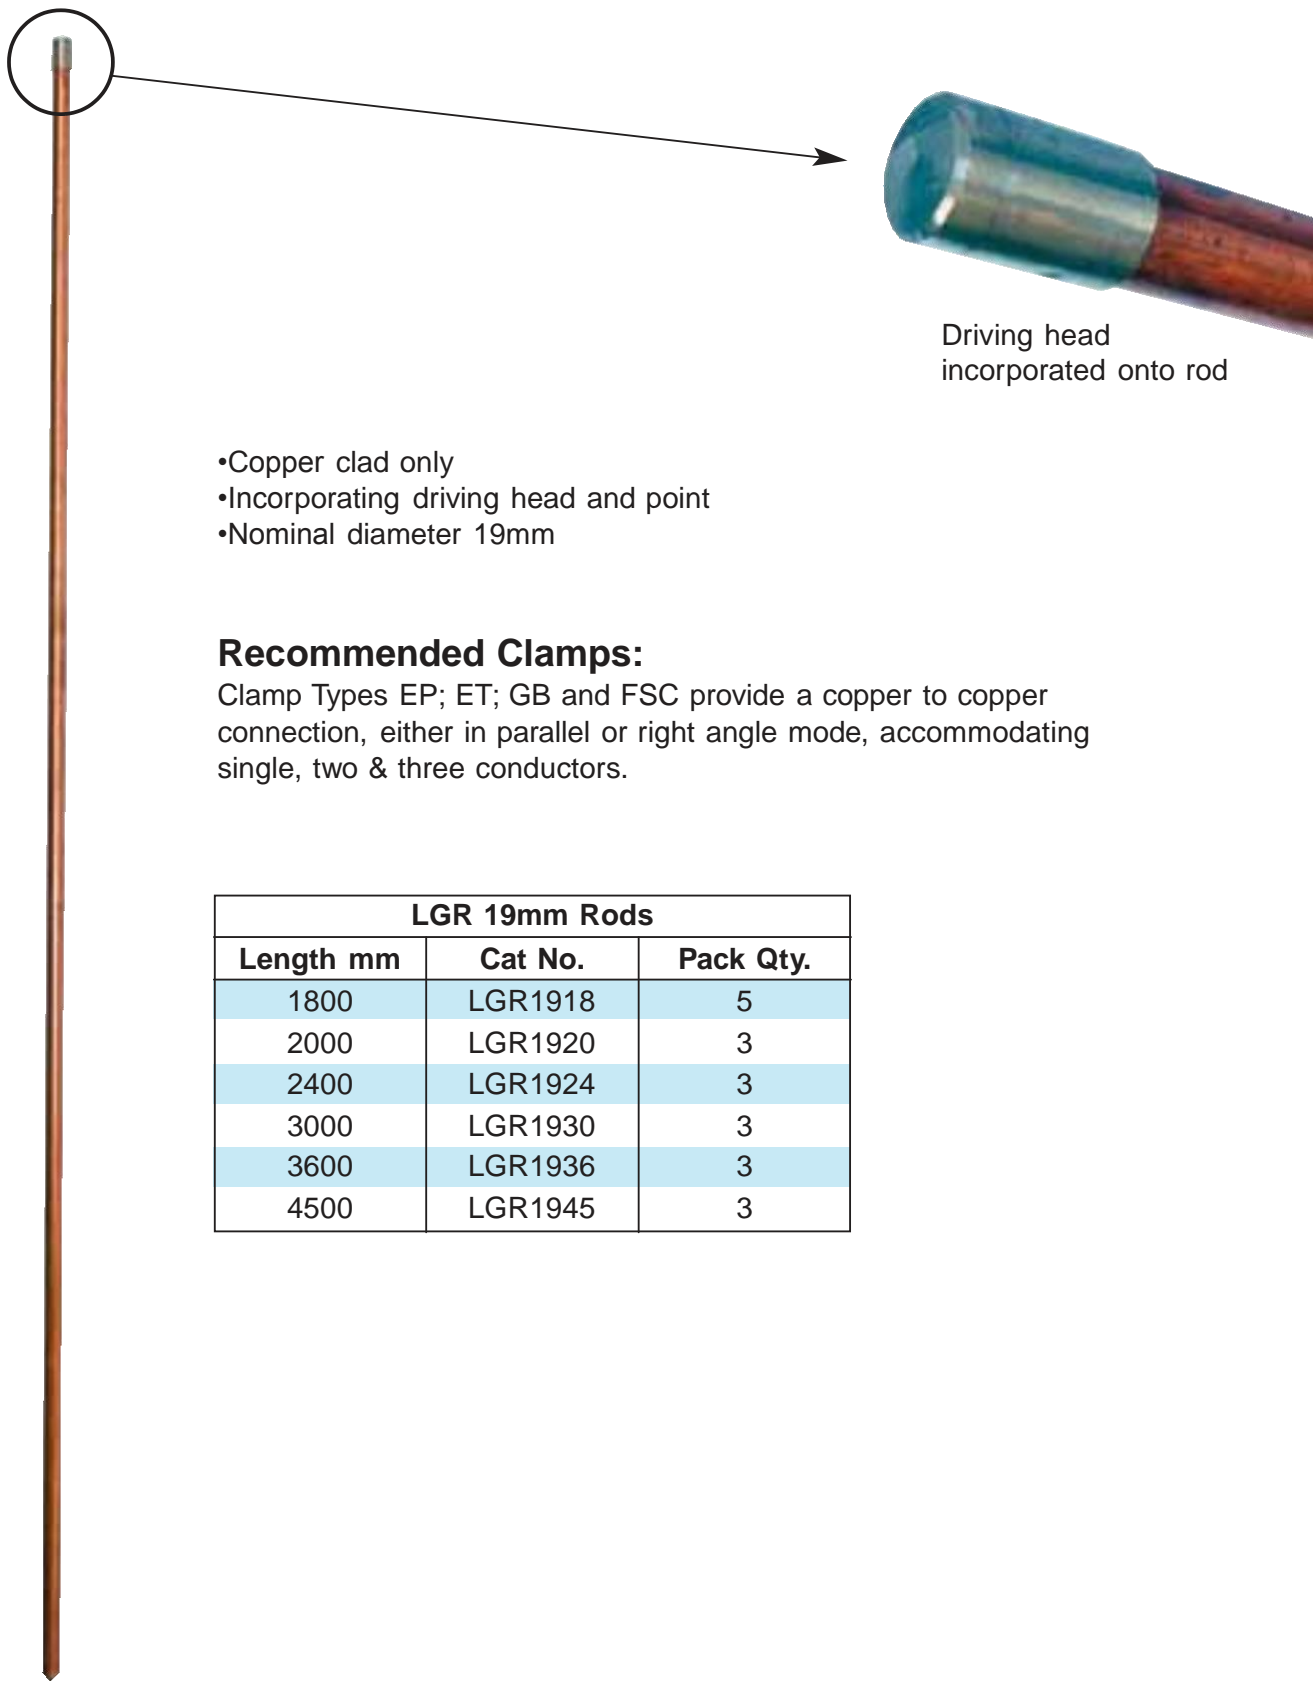 Driving head
incorporated onto rod
•Copper clad only
•Incorporating driving head and point
•Nominal diameter 19mm
Recommended Clamps:
Clamp Types EP; ET; GB and FSC provide a copper to copper
connection, either in parallel or right angle mode, accommodating
single, two & three conductors.
LGR 19mm Rods
Length mm Cat No. Pack Qty.
1800 LGR1918 5
2000 LGR1920 3
2400 LGR1924 3
3000 LGR1930 3
3600 LGR1936 3
4500 LGR1945 3